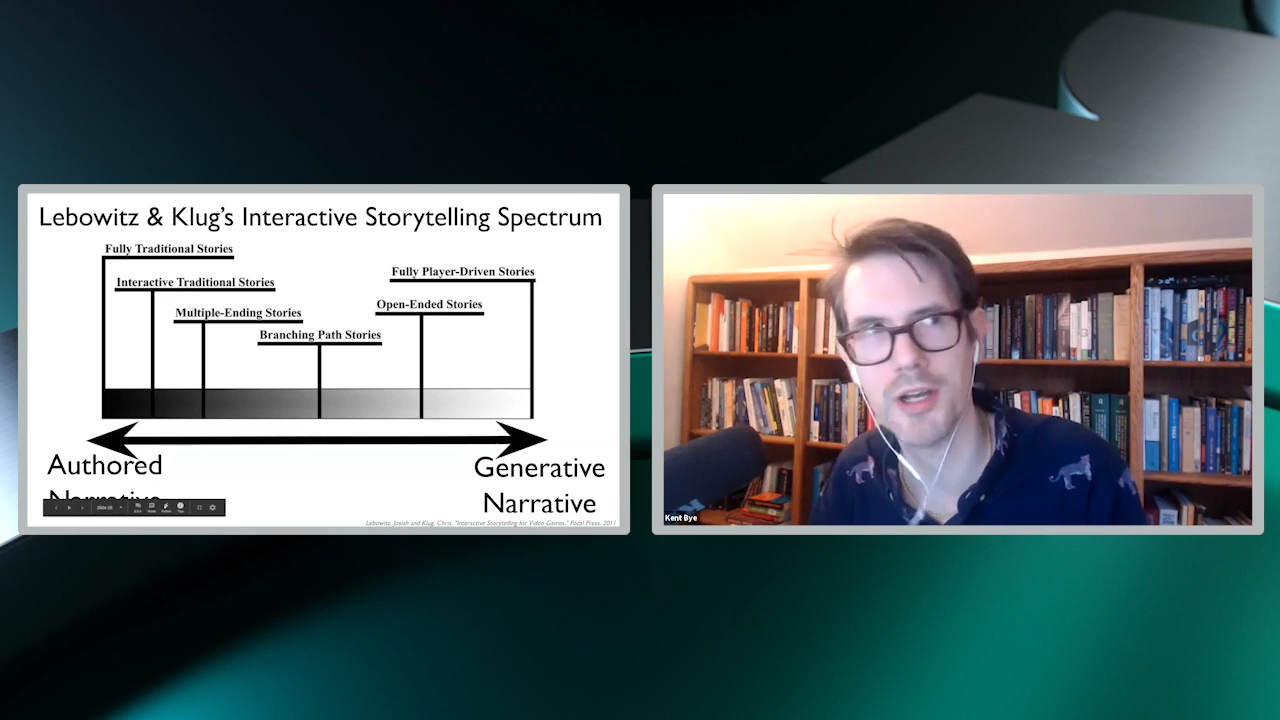 Lebowitz & Klug's Interactive Storytelling Spectrum
Fully Traditional Stories
Interactive Traditional Stories
Multiple-Ending Stories
Branching Path Stories
Fully Player-Driven Stories
Open-Ended Stories
Authored
Narrative
Generative
Narrative
Lebowitz, Josiah and Klug, Chris. "Interactive Storytelling for Video Games." Focal Press. 2011
Kent Bye